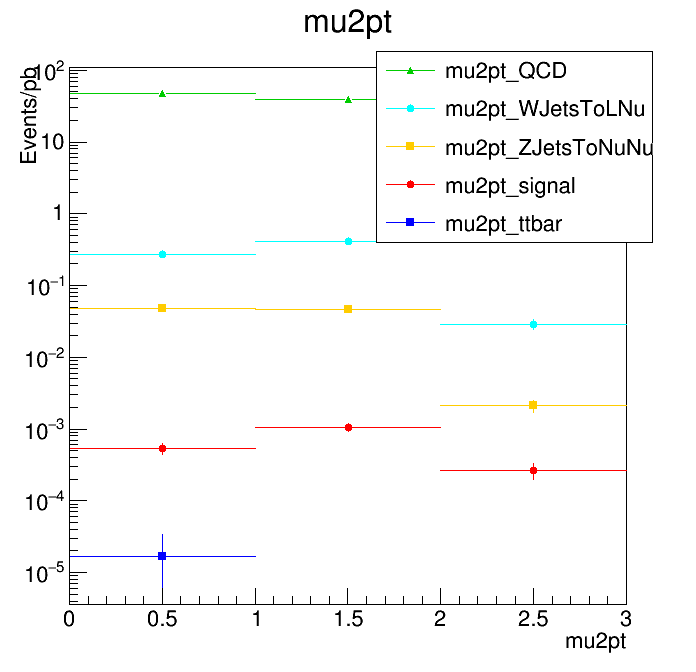 mu2pt
Events/pb
10²
10
1
10⁻¹
10⁻²
10⁻³
10⁻⁴
10⁻⁵
mu2pt_QCD
mu2pt_WJetsToLNu
mu2pt_ZJetsToNuNu
mu2pt_signal
mu2pt_ttbar
0 0.5 1 1.5 2 2.5 3
mu2pt